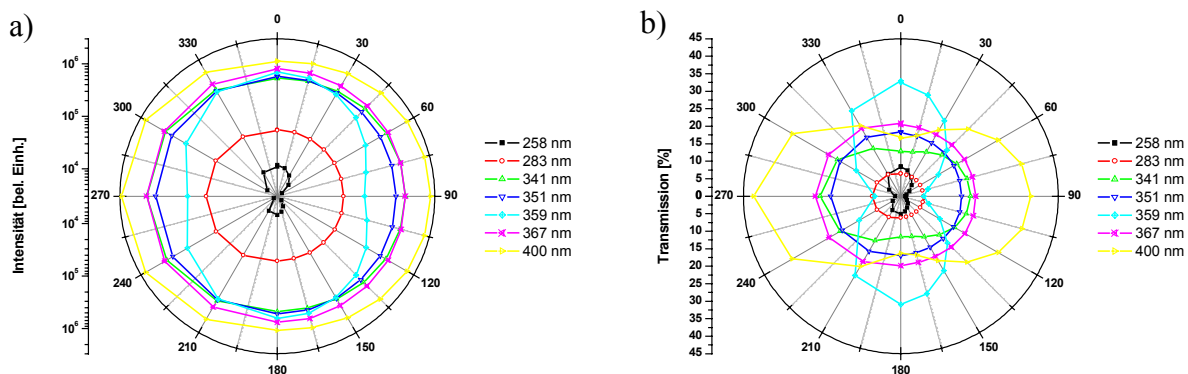 a)
Intensität [bel. Einh.]
10⁶
10⁵
10⁴
10⁴
10⁵
10⁶
0
30
60
90
120
150
180
210
240
270
300
330
258 nm
283 nm
341 nm
351 nm
359 nm
367 nm
400 nm
b)
Transmission [%]
45
40
35
30
25
20
15
10
5
0
5
10
15
20
25
30
35
40
45
0
30
60
90
120
150
180
210
240
270
300
330
258 nm
283 nm
341 nm
351 nm
359 nm
367 nm
400 nm